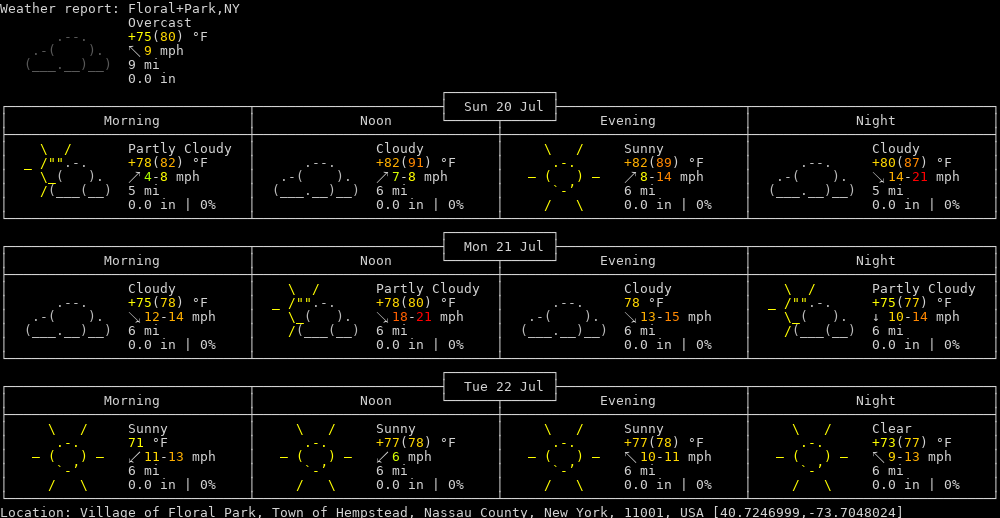 Weather report: Floral+Park,NY
Overcast
+75(80) °F
↖ 9 mph
9 mi
0.0 in
Sun 20 Jul
Morning Noon Evening Night
Partly Cloudy Cloudy Sunny Cloudy
+78(82) °F +82(91) °F +82(89) °F +80(87) °F
↗ 4-8 mph ↗ 7-8 mph ↗ 8-14 mph ↘ 14-21 mph
5 mi 6 mi 6 mi 5 mi
0.0 in | 0% 0.0 in | 0% 0.0 in | 0% 0.0 in | 0%
Mon 21 Jul
Morning Noon Evening Night
Cloudy Partly Cloudy Cloudy Partly Cloudy
+75(78) °F +78(80) °F 78 °F +75(77) °F
↘ 12-14 mph ↘ 18-21 mph ↘ 13-15 mph ↓ 10-14 mph
6 mi 6 mi 6 mi 6 mi
0.0 in | 0% 0.0 in | 0% 0.0 in | 0% 0.0 in | 0%
Tue 22 Jul
Morning Noon Evening Night
Sunny Sunny Sunny Clear
71 °F +77(78) °F +77(78) °F +73(77) °F
↙ 11-13 mph ↙ 6 mph ↖ 10-11 mph ↖ 9-13 mph
6 mi 6 mi 6 mi 6 mi
0.0 in | 0% 0.0 in | 0% 0.0 in | 0% 0.0 in | 0%
Location: Village of Floral Park, Town of Hempstead, Nassau County, New York, 11001, USA [40.7246999,-73.7048024]